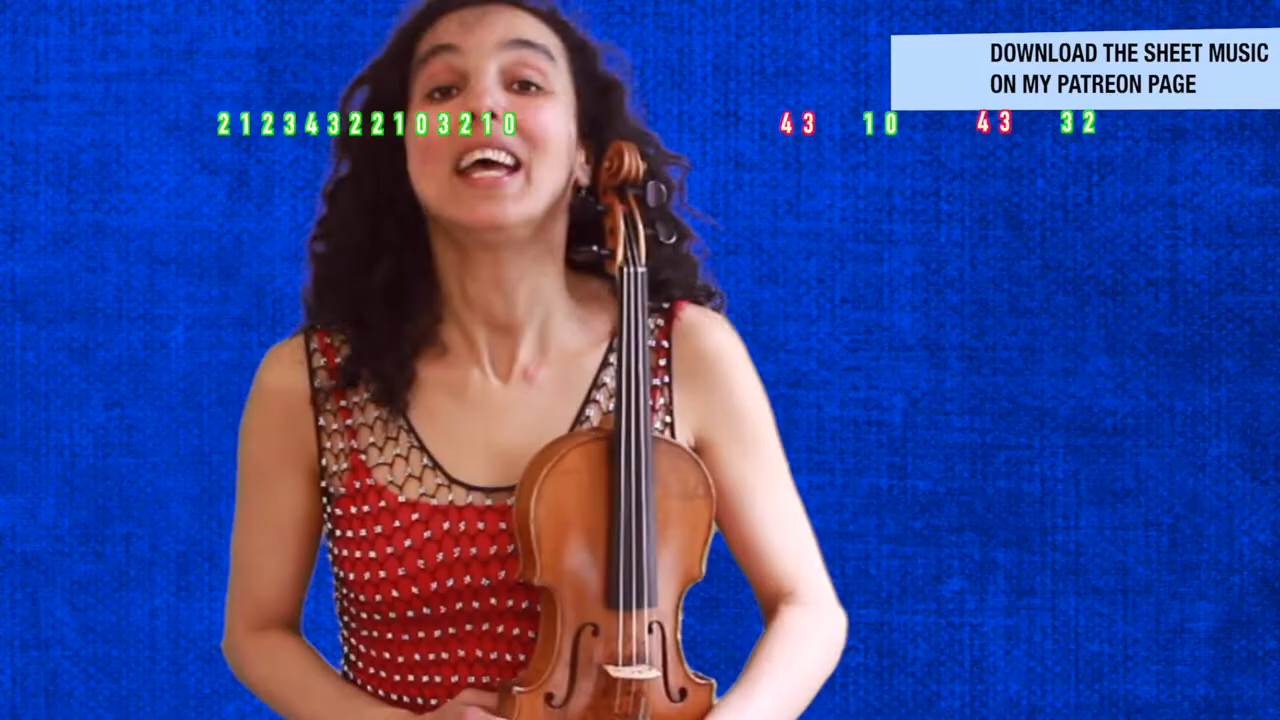 DOWNLOAD THE SHEET MUSIC
ON MY PATREON PAGE
2 1 2 3 4 3 2 2 1 0 3 2 1 0 4 3 1 0 4 3 3 2